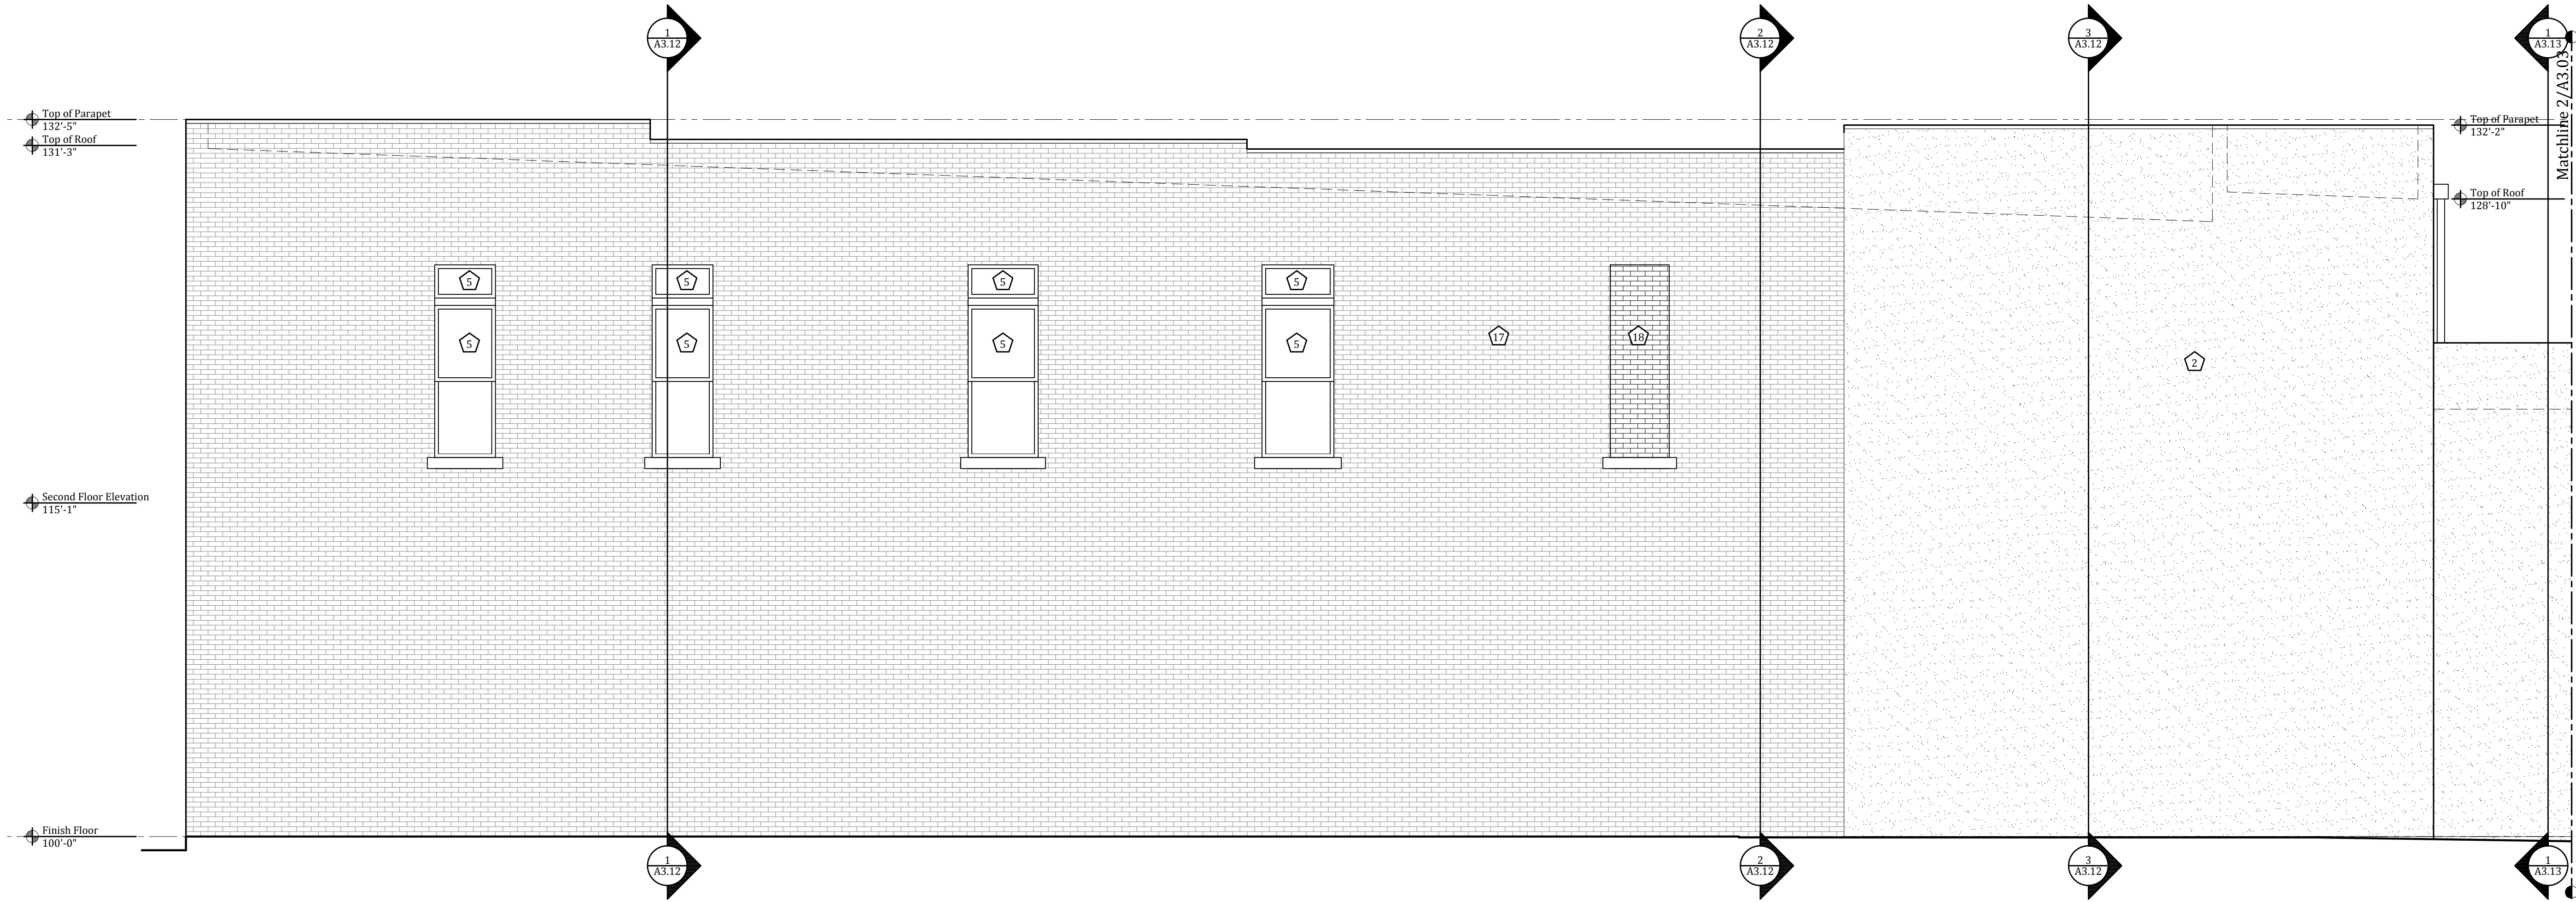 1
A3.12
2
A3.12
3
A3.12
1
A3.13
Matchline 2/A3.03
Top of Parapet
132'-5"
Top of Roof
131'-3"
Top of Parapet
132'-2"
Top of Roof
128'-10"
5
5
5
5
5
5
5
5
17
18
2
Second Floor Elevation
115'-1"
Finish Floor
100'-0"
1
A3.12
2
A3.12
3
A3.12
1
A3.13